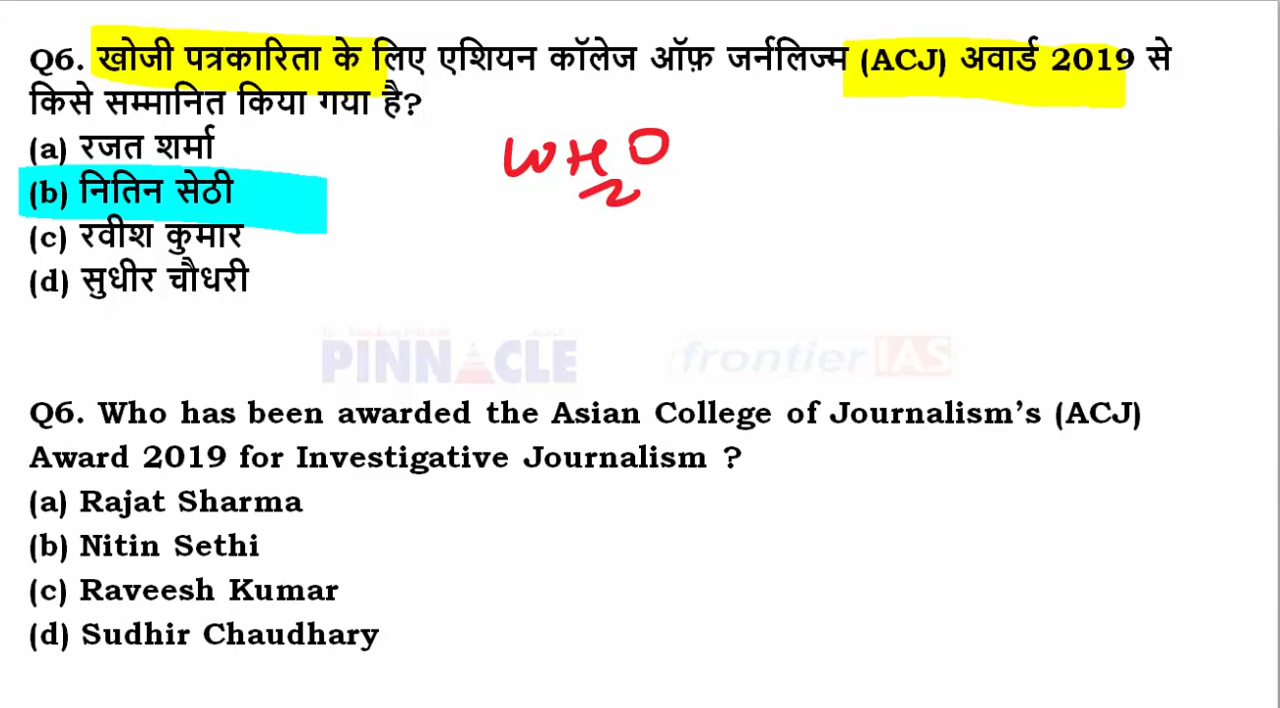 Q6. खोजी पत्रकारिता के लिए एशियन कॉलेज ऑफ़ जर्नलिज्म (ACJ) अवार्ड 2019 से
किसे सम्मानित किया गया है?
(a) रजत शर्मा
WHO
(b) नितिन सेठी
(c) रवीश कुमार
(d) सुधीर चौधरी
PINNACLE
frontier IAS
Q6. Who has been awarded the Asian College of Journalism’s (ACJ)
Award 2019 for Investigative Journalism ?
(a) Rajat Sharma
(b) Nitin Sethi
(c) Raveesh Kumar
(d) Sudhir Chaudhary